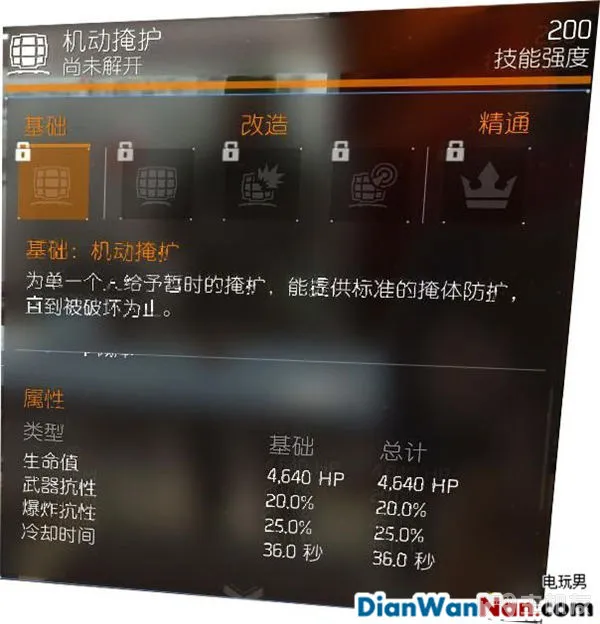 机动掩护
尚未解开
200
技能强度
基础
改造
精通
基础：机动掩护
为单一个人给予暂时的掩护，能提供标准的掩体防护，
直到被破坏为止。
属性
类型 基础 总计
生命值 4,640 HP 4,640 HP
武器抗性 20.0% 20.0%
爆炸抗性 25.0% 25.0%
冷却时间 36.0 秒 36.0 秒
电玩男
DianWanNan.com